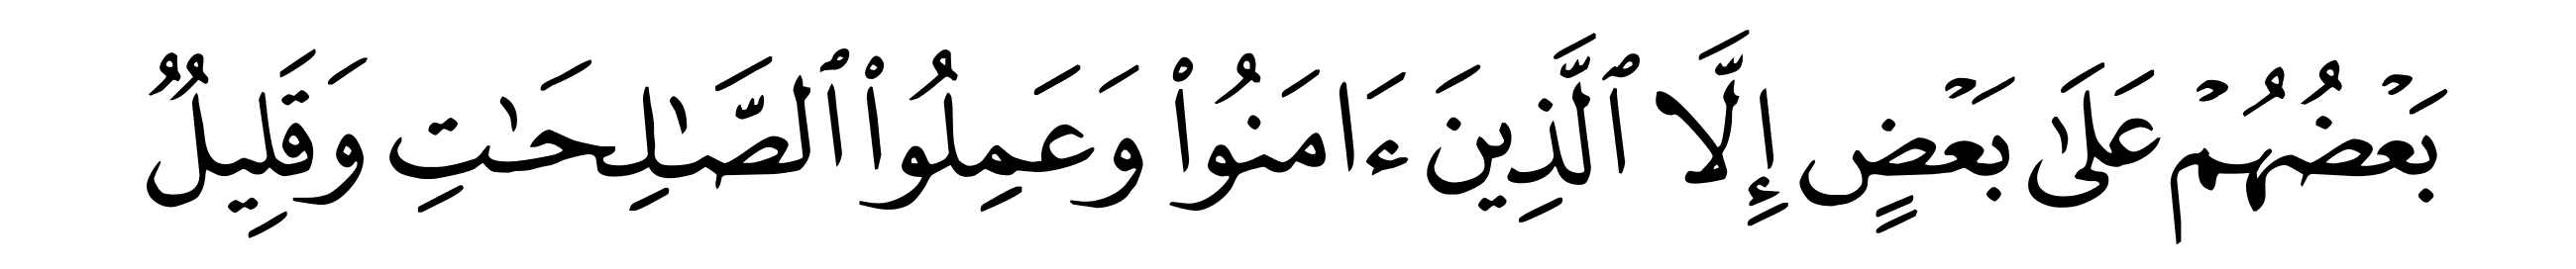 بَعۡضُهُمۡ عَلَىٰ بَعۡضٍ إِلَّا ٱلَّذِينَ ءَامَنُواْ وَعَمِلُواْ ٱلصَّٰلِحَٰتِ وَقَلِيلࣱ